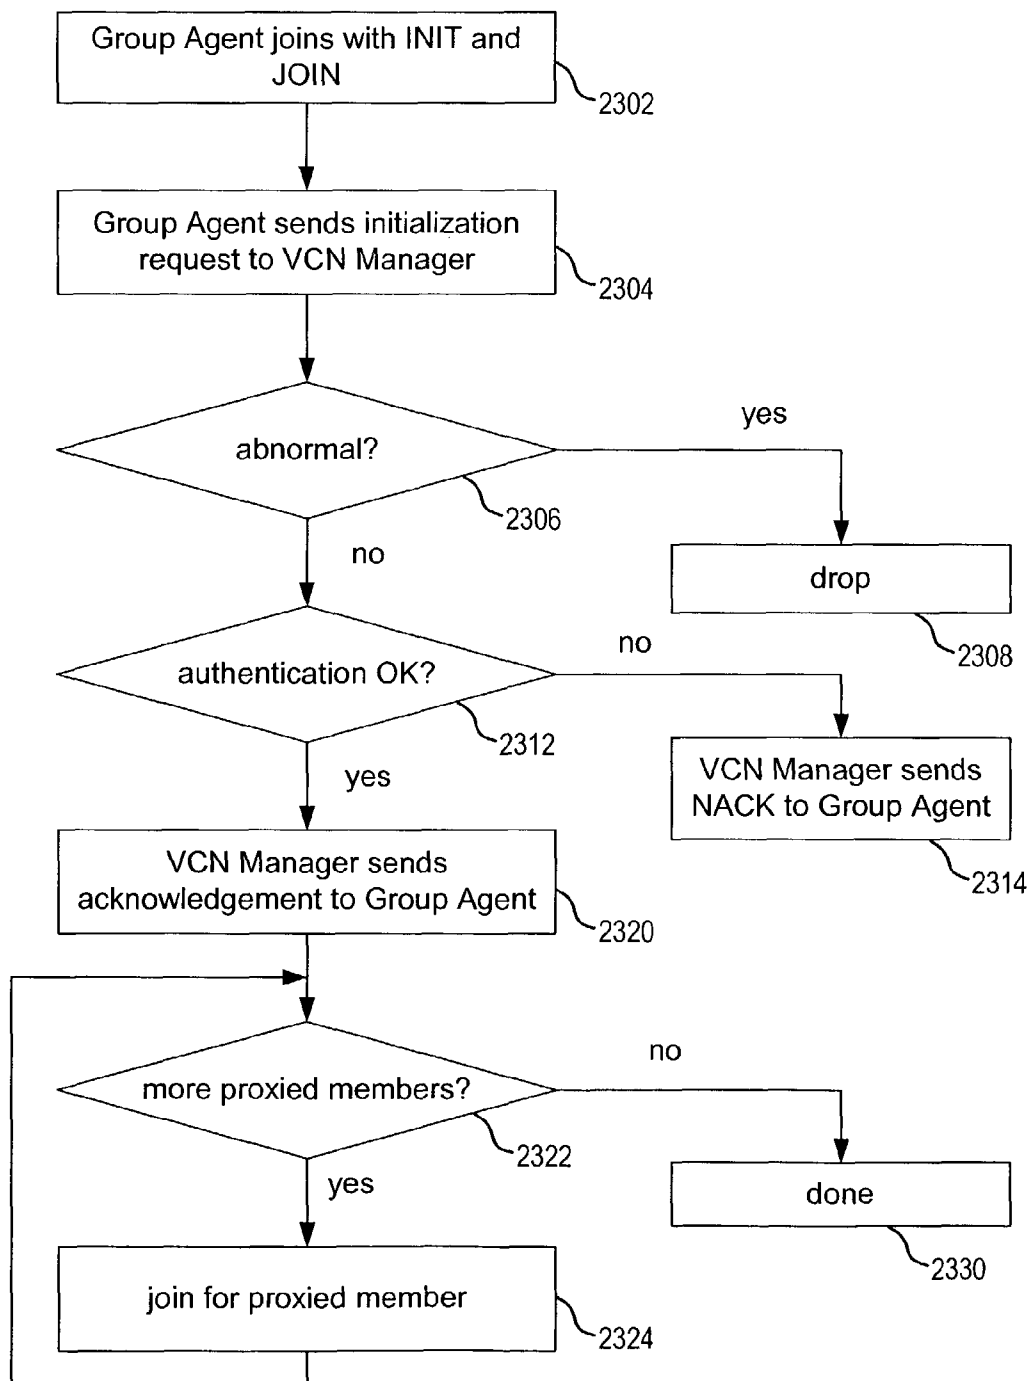 Group Agent joins with INIT and
JOIN
2302
Group Agent sends initialization
request to VCN Manager
2304
abnormal?
yes
2306
no
drop
2308
authentication OK?
no
2312
yes
VCN Manager sends
NACK to Group Agent
2314
VCN Manager sends
acknowledgement to Group Agent
2320
more proxied members?
no
2322
yes
done
2330
join for proxied member
2324